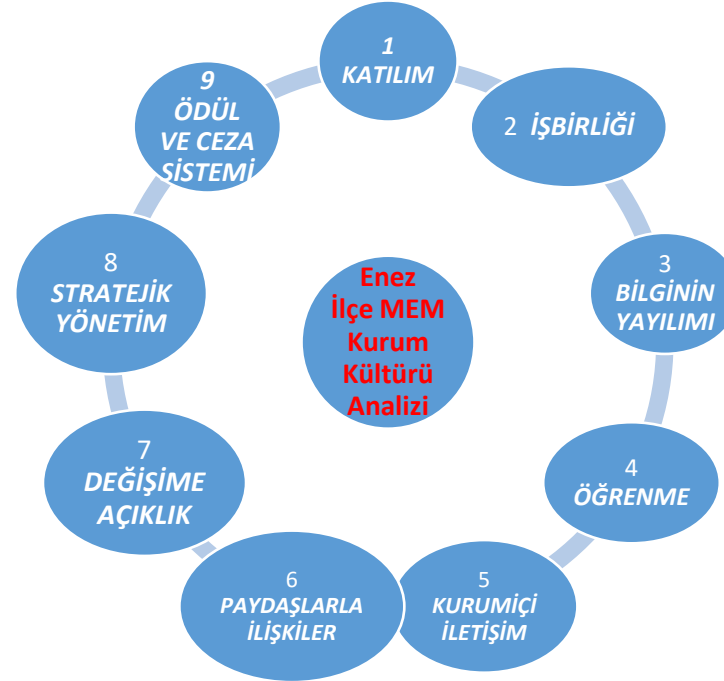 1
KATILIM
2 İŞBİRLİĞİ
3
BİLGİNİN
YAYILIMI
4
ÖĞRENME
5
KURUMİÇİ
İLETİŞİM
6
PAYDAŞLARLA
İLİŞKİLER
7
DEĞİŞİME
AÇIKLIK
8
STRATEJİK
YÖNETİM
9
ÖDÜL
VE CEZA
SİSTEMİ
Enez
İlçe MEM
Kurum
Kültürü
Analizi